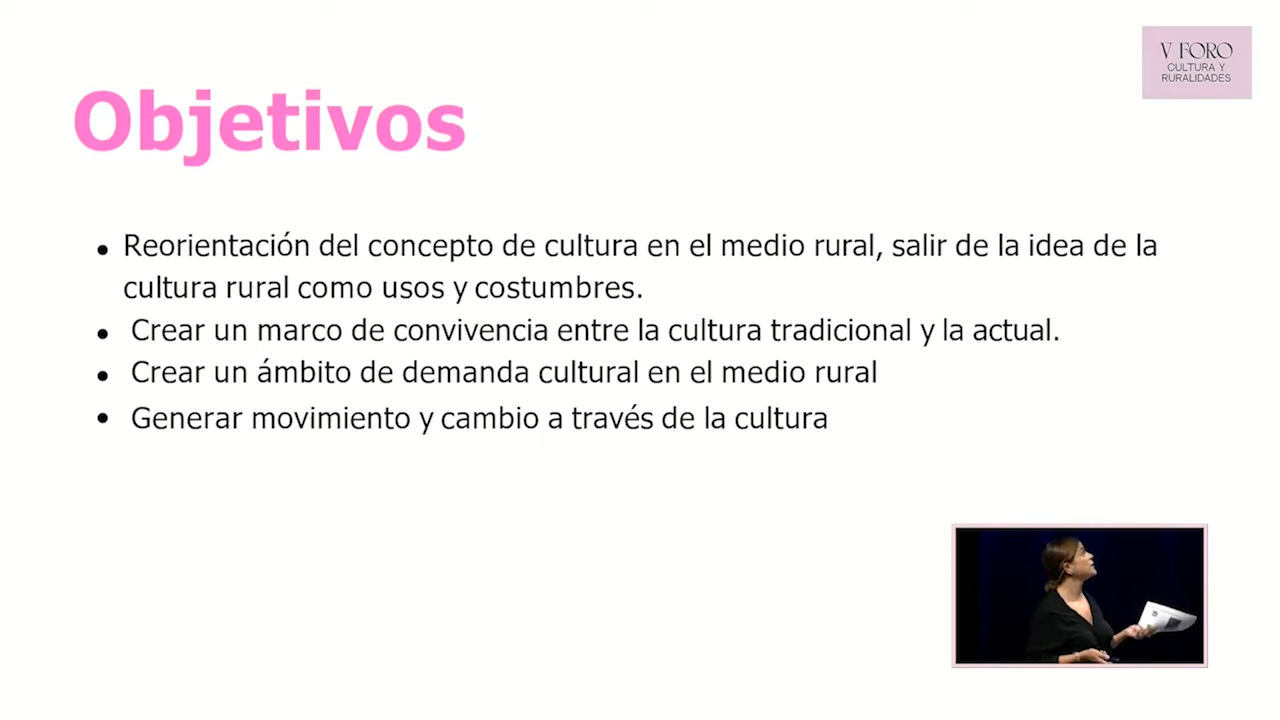 V FORO
CULTURA Y
RURALIDADES
Objetivos
• Reorientación del concepto de cultura en el medio rural, salir de la idea de la
cultura rural como usos y costumbres.
• Crear un marco de convivencia entre la cultura tradicional y la actual.
• Crear un ámbito de demanda cultural en el medio rural
• Generar movimiento y cambio a través de la cultura